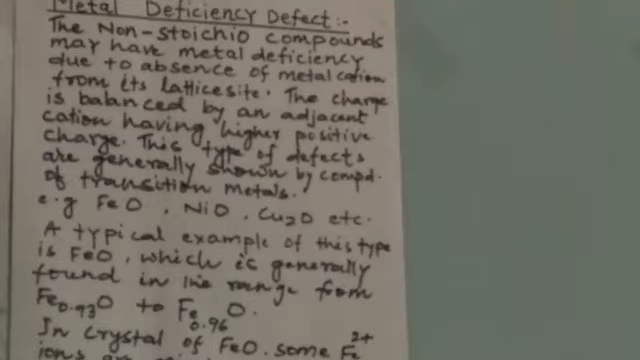 Metal Deficiency Defect:-
The Non-stoichio compounds
may have metal deficiency
due to absence of metal cation
from its lattice site. The charge
is balanced by an adjacent
cation having higher positive
charge. This type of defects
are generally shown by compd.
of transition metals.
e.g FeO, NiO, Cu2O etc.
A typical example of this type
is FeO, which is generally
found in the range from
Fe0.93O to Fe0.96O.
In crystal of FeO. some Fe2+
ions are